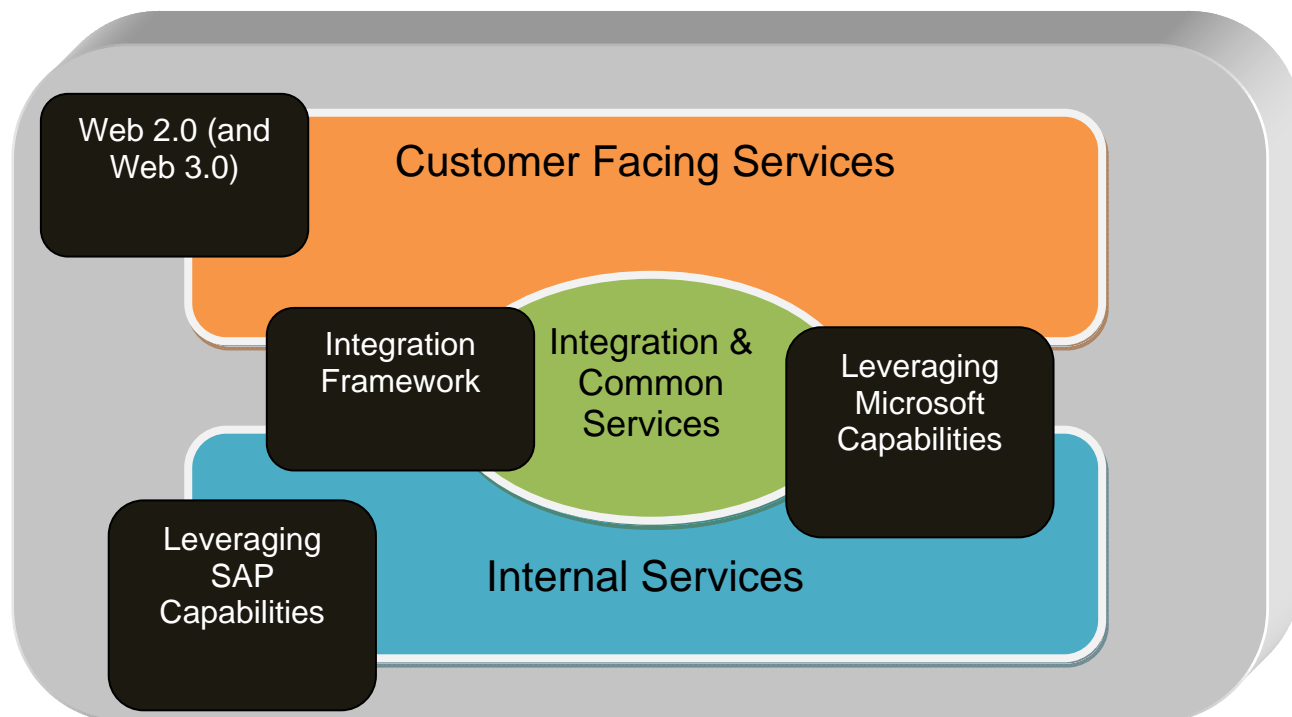 Web 2.0 (and
Web 3.0)
Customer Facing Services
Integration
Framework
Integration &
Common
Services
Leveraging
Microsoft
Capabilities
Leveraging
SAP
Capabilities
Internal Services